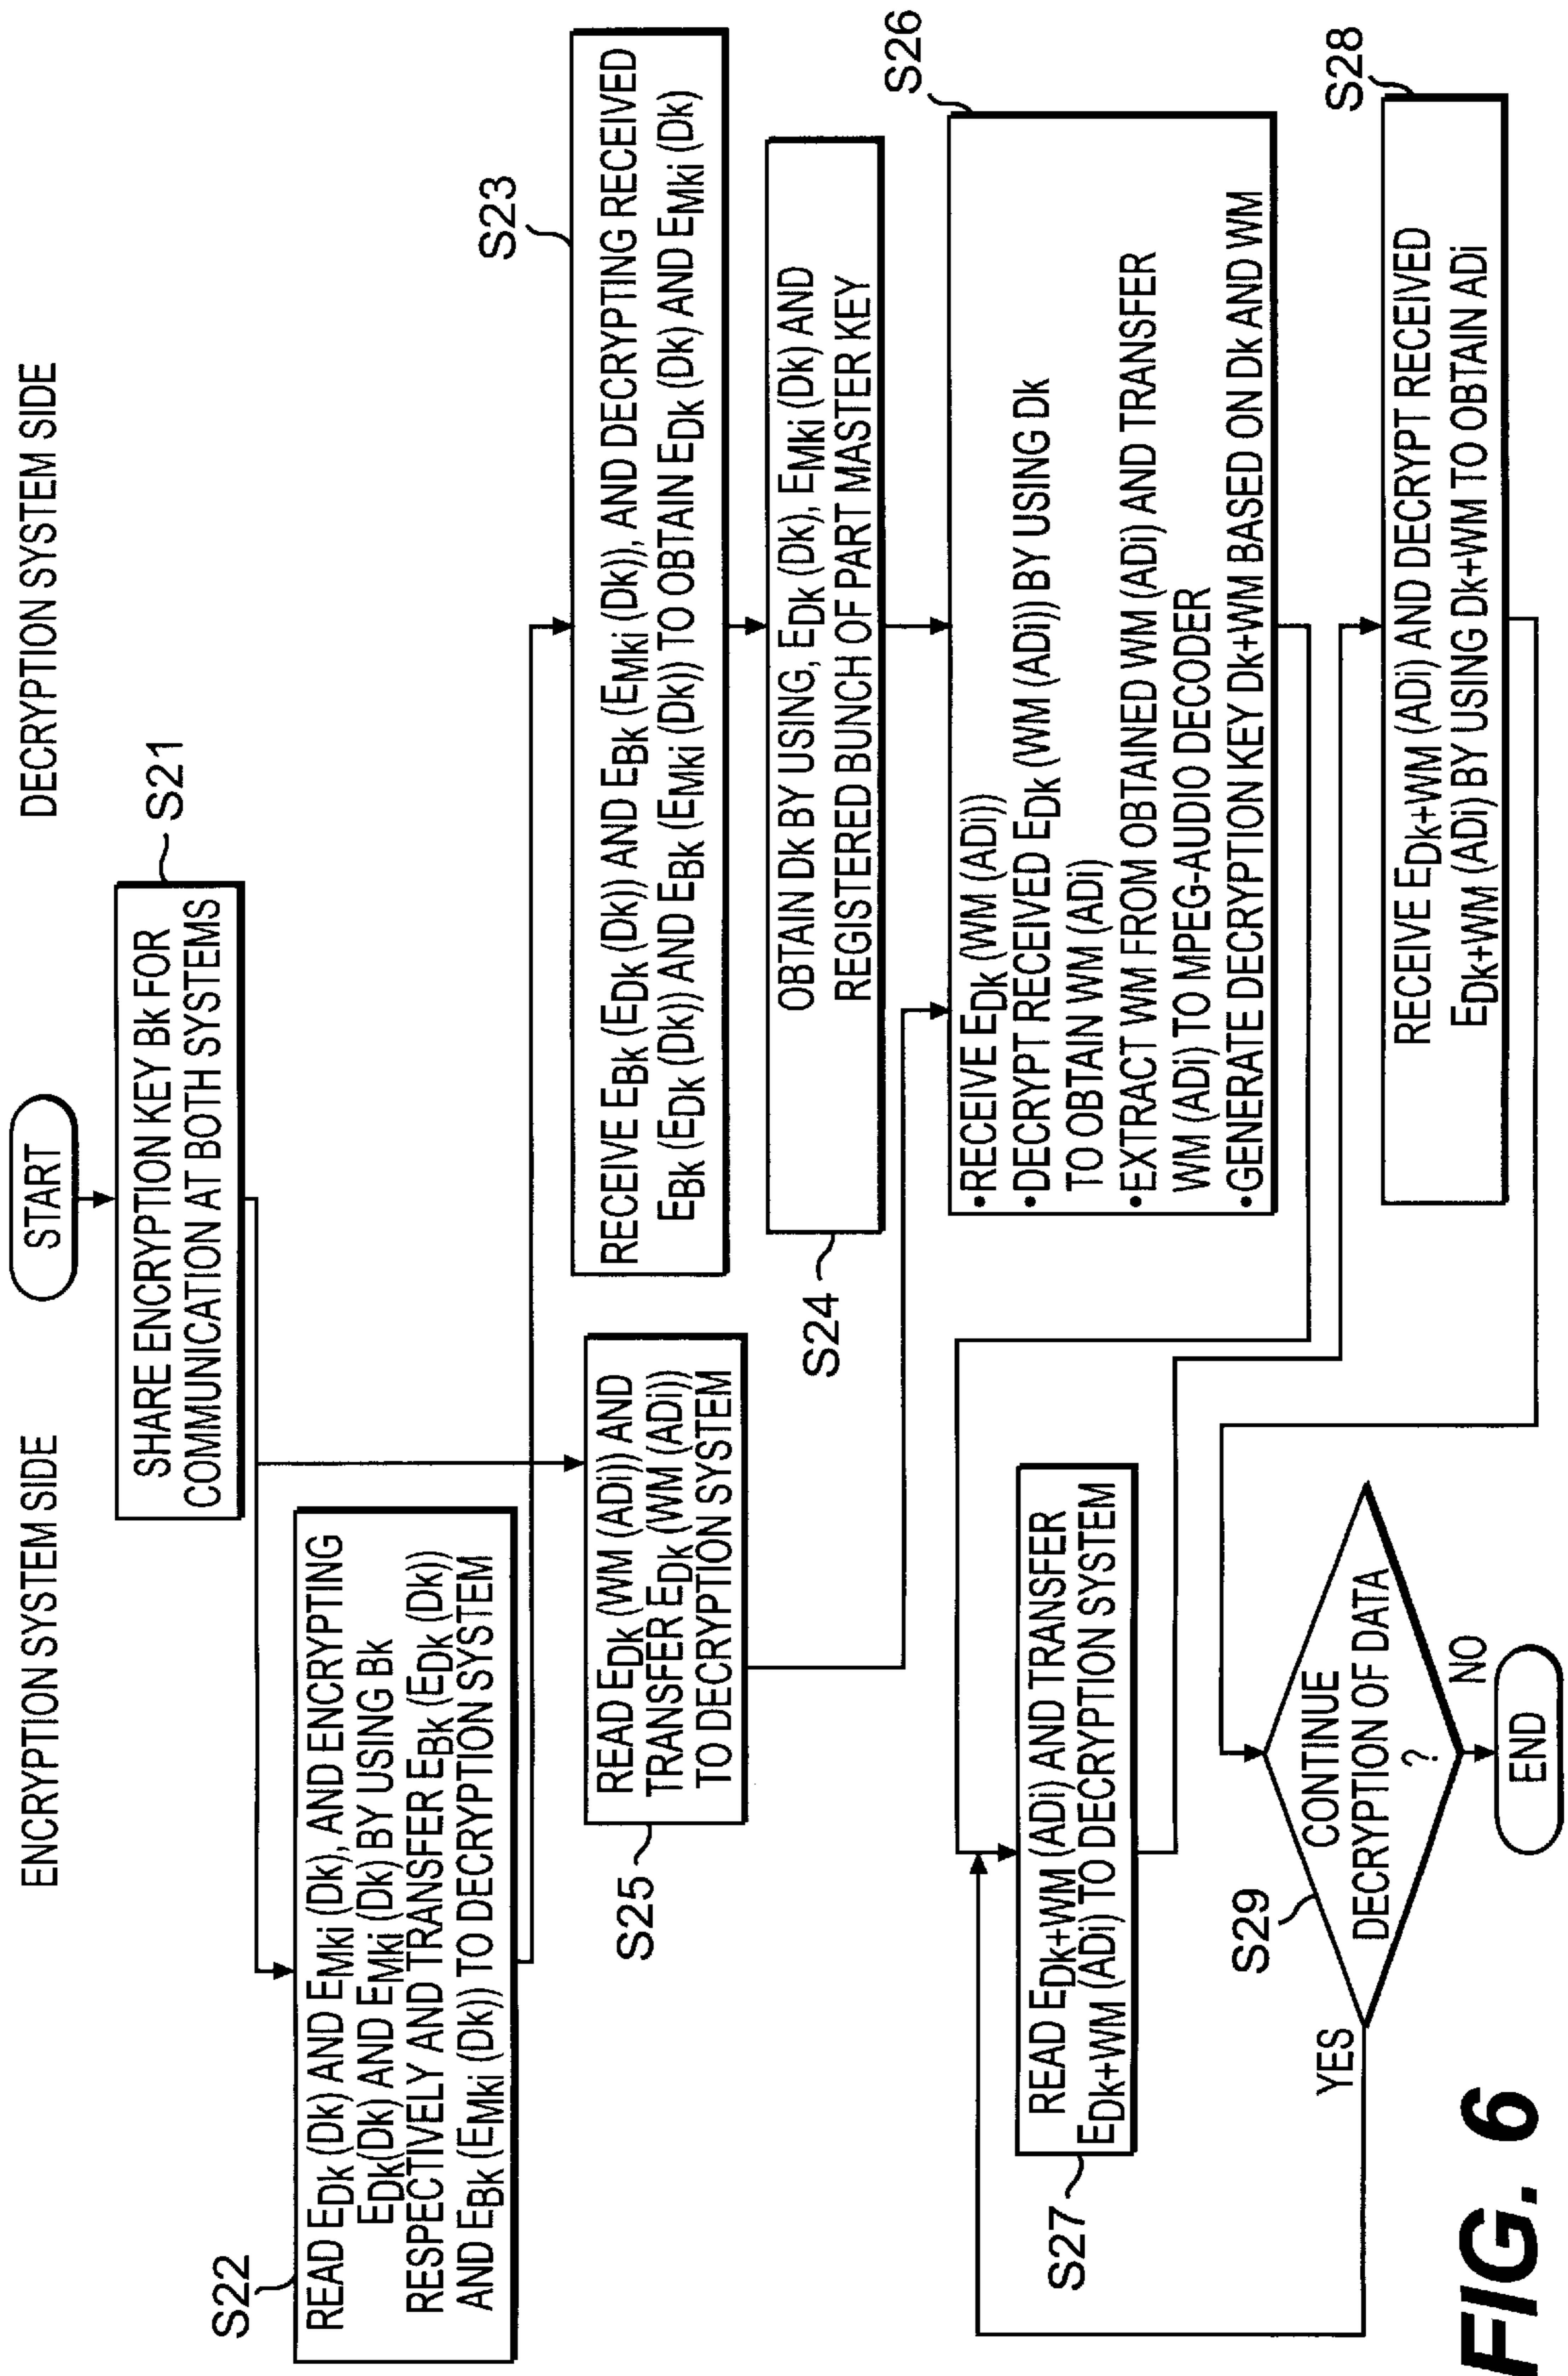 ENCRYPTION SYSTEM SIDE
DECRYPTION SYSTEM SIDE
START
S21
SHARE ENCRYPTION KEY Bk FOR
COMMUNICATION AT BOTH SYSTEMS
S22
READ EDk (Dk) AND EMki (Dk), AND ENCRYPTING
EDk(Dk) AND EMki (Dk) BY USING Bk
RESPECTIVELY AND TRANSFER EBk (EDk (Dk))
AND EBk (EMki (Dk)) TO DECRYPTION SYSTEM
S23
RECEIVE EBk (EDk (Dk)) AND EBk (EMki (Dk)), AND DECRYPTING RECEIVED
EBk (EDk (Dk)) AND EBk (EMki (Dk)) TO OBTAIN EDk (Dk) AND EMki (Dk)
S25
READ EDk (WM (ADi)) AND
TRANSFER EDk (WM (ADi))
TO DECRYPTION SYSTEM
S24
OBTAIN Dk BY USING, EDk (Dk), EMki (Dk) AND
REGISTERED BUNCH OF PART MASTER KEY
S26
• RECEIVE EDk (WM (ADi))
• DECRYPT RECEIVED EDk (WM (ADi)) BY USING Dk
TO OBTAIN WM (ADi)
• EXTRACT WM FROM OBTAINED WM (ADi) AND TRANSFER
WM (ADi) TO MPEG-AUDIO DECODER
• GENERATE DECRYPTION KEY Dk+WM BASED ON Dk AND WM
S27
READ EDk+WM (ADi) AND TRANSFER
EDk+WM (ADi) TO DECRYPTION SYSTEM
S28
RECEIVE EDk+WM (ADi) AND DECRYPT RECEIVED
EDk+WM (ADi) BY USING Dk+WM TO OBTAIN ADi
S29
CONTINUE
DECRYPTION OF DATA
?
YES
NO
END
FIG. 6